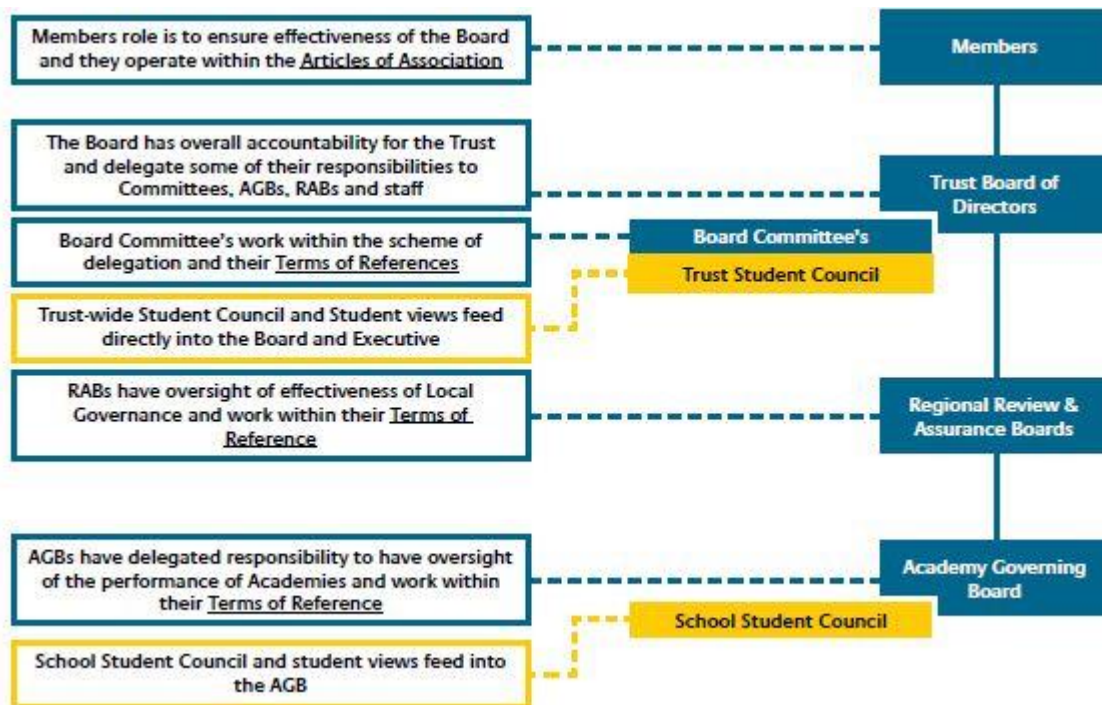 Members role is to ensure effectiveness of the Board
and they operate within the Articles of Association
Members
The Board has overall accountability for the Trust
and delegate some of their responsibilities to
Committees, AGBs, RABs and staff
Trust Board of
Directors
Board Committee's work within the scheme of
delegation and their Terms of References
Board Committee's
Trust Student Council
Trust-wide Student Council and Student views feed
directly into the Board and Executive
RABs have oversight of effectiveness of Local
Governance and work within their Terms of
Reference
Regional Review &
Assurance Boards
AGBs have delegated responsibility to have oversight
of the performance of Academies and work within
their Terms of Reference
Academy Governing
Board
School Student Council
School Student Council and student views feed into
the AGB